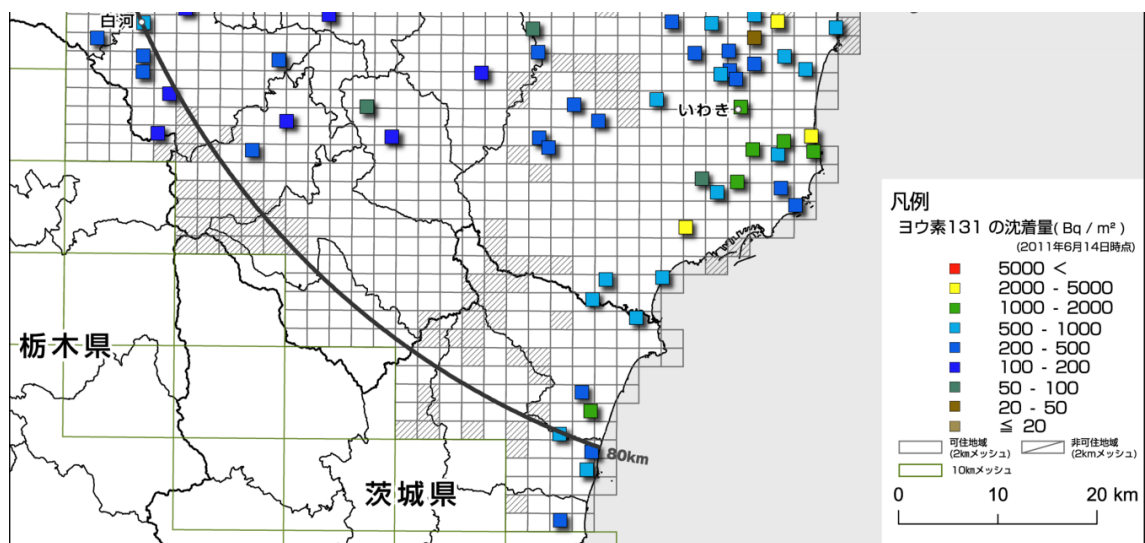 白河
いわき
栃木県
茨城県
80km
凡例
ヨウ素131 の沈着量( Bq / m² )
(2011年6月14日時点)
5000 <
2000 - 5000
1000 - 2000
500 - 1000
200 - 500
100 - 200
50 - 100
20 - 50
≦ 20
可住地域
(2kmメッシュ)
非可住地域
(2kmメッシュ)
10kmメッシュ
0 10 20 km